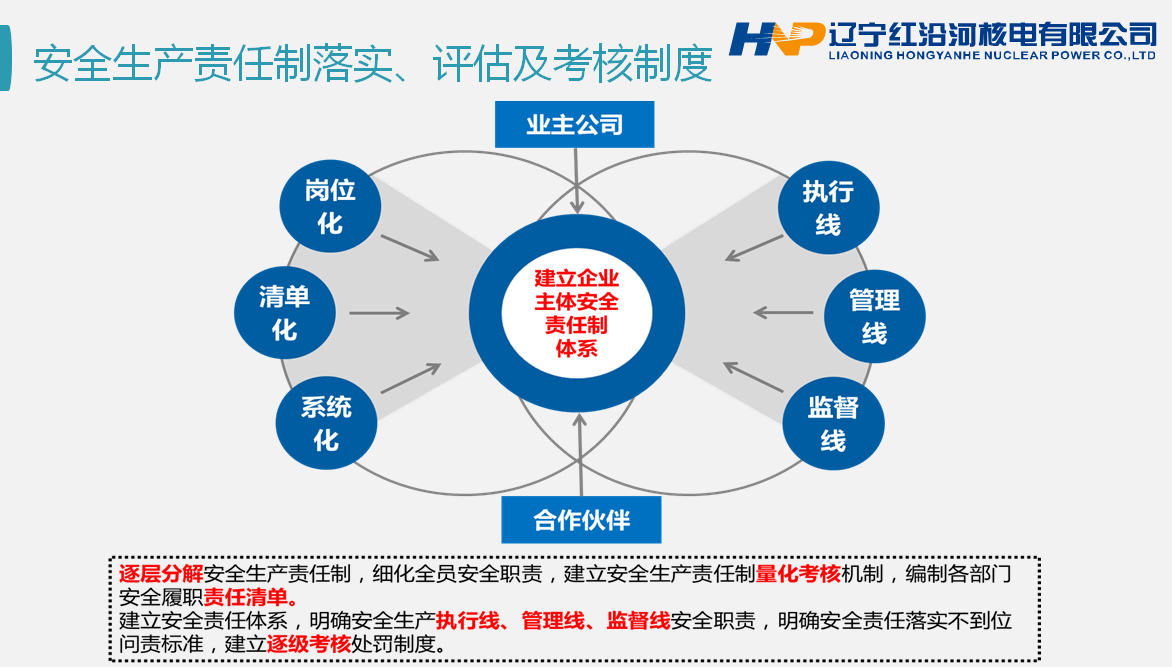 安全生产责任制落实、评估及考核制度
HNP
辽宁红沿河核电有限公司
LIAONING HONGYANHE NUCLEAR POWER CO.,LTD
业主公司
岗位
化
清单
化
系统
化
建立企业
主体安全
责任制
体系
执行
线
管理
线
监督
线
合作伙伴
逐层分解安全生产责任制，细化全员安全职责，建立安全生产责任制量化考核机制，编制各部门
安全履职责任清单。
建立安全责任体系，明确安全生产执行线、管理线、监督线安全职责，明确安全责任落实不到位
问责标准，建立逐级考核处罚制度。